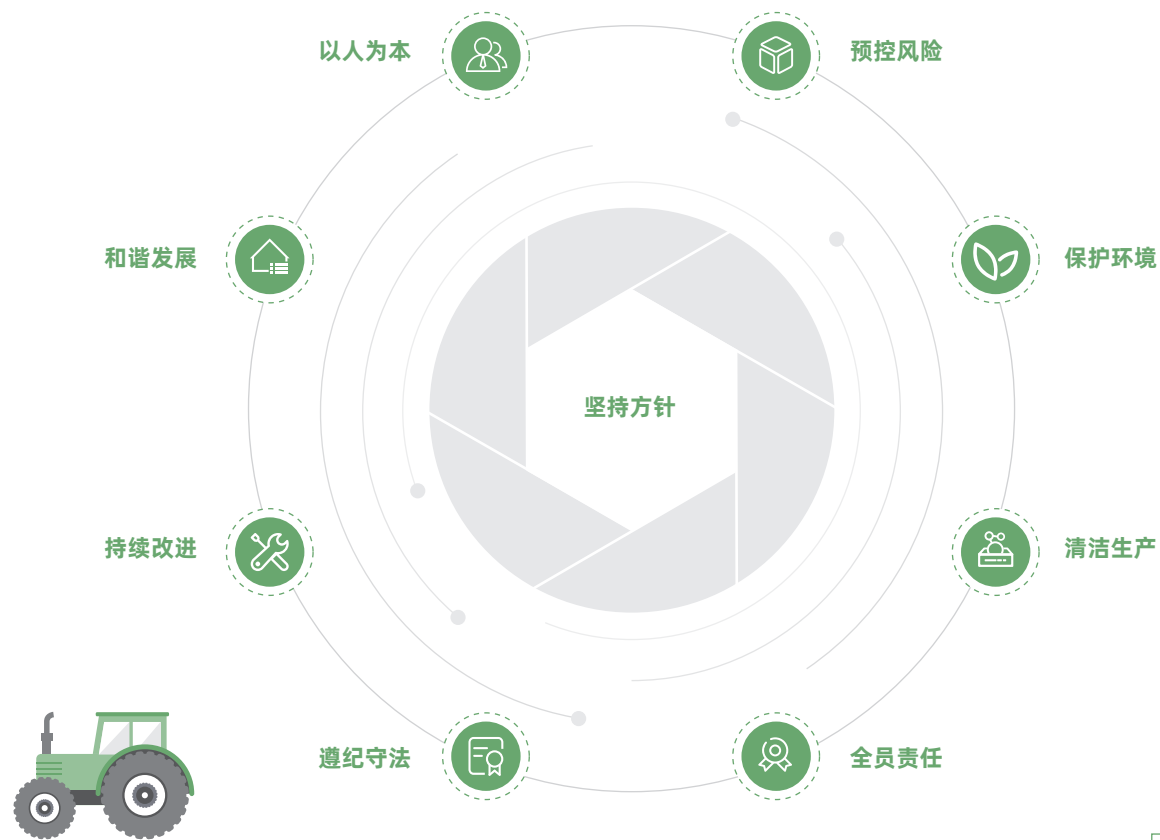 以人为本
预控风险
和谐发展
保护环境
坚持方针
持续改进
清洁生产
遵纪守法
全员责任